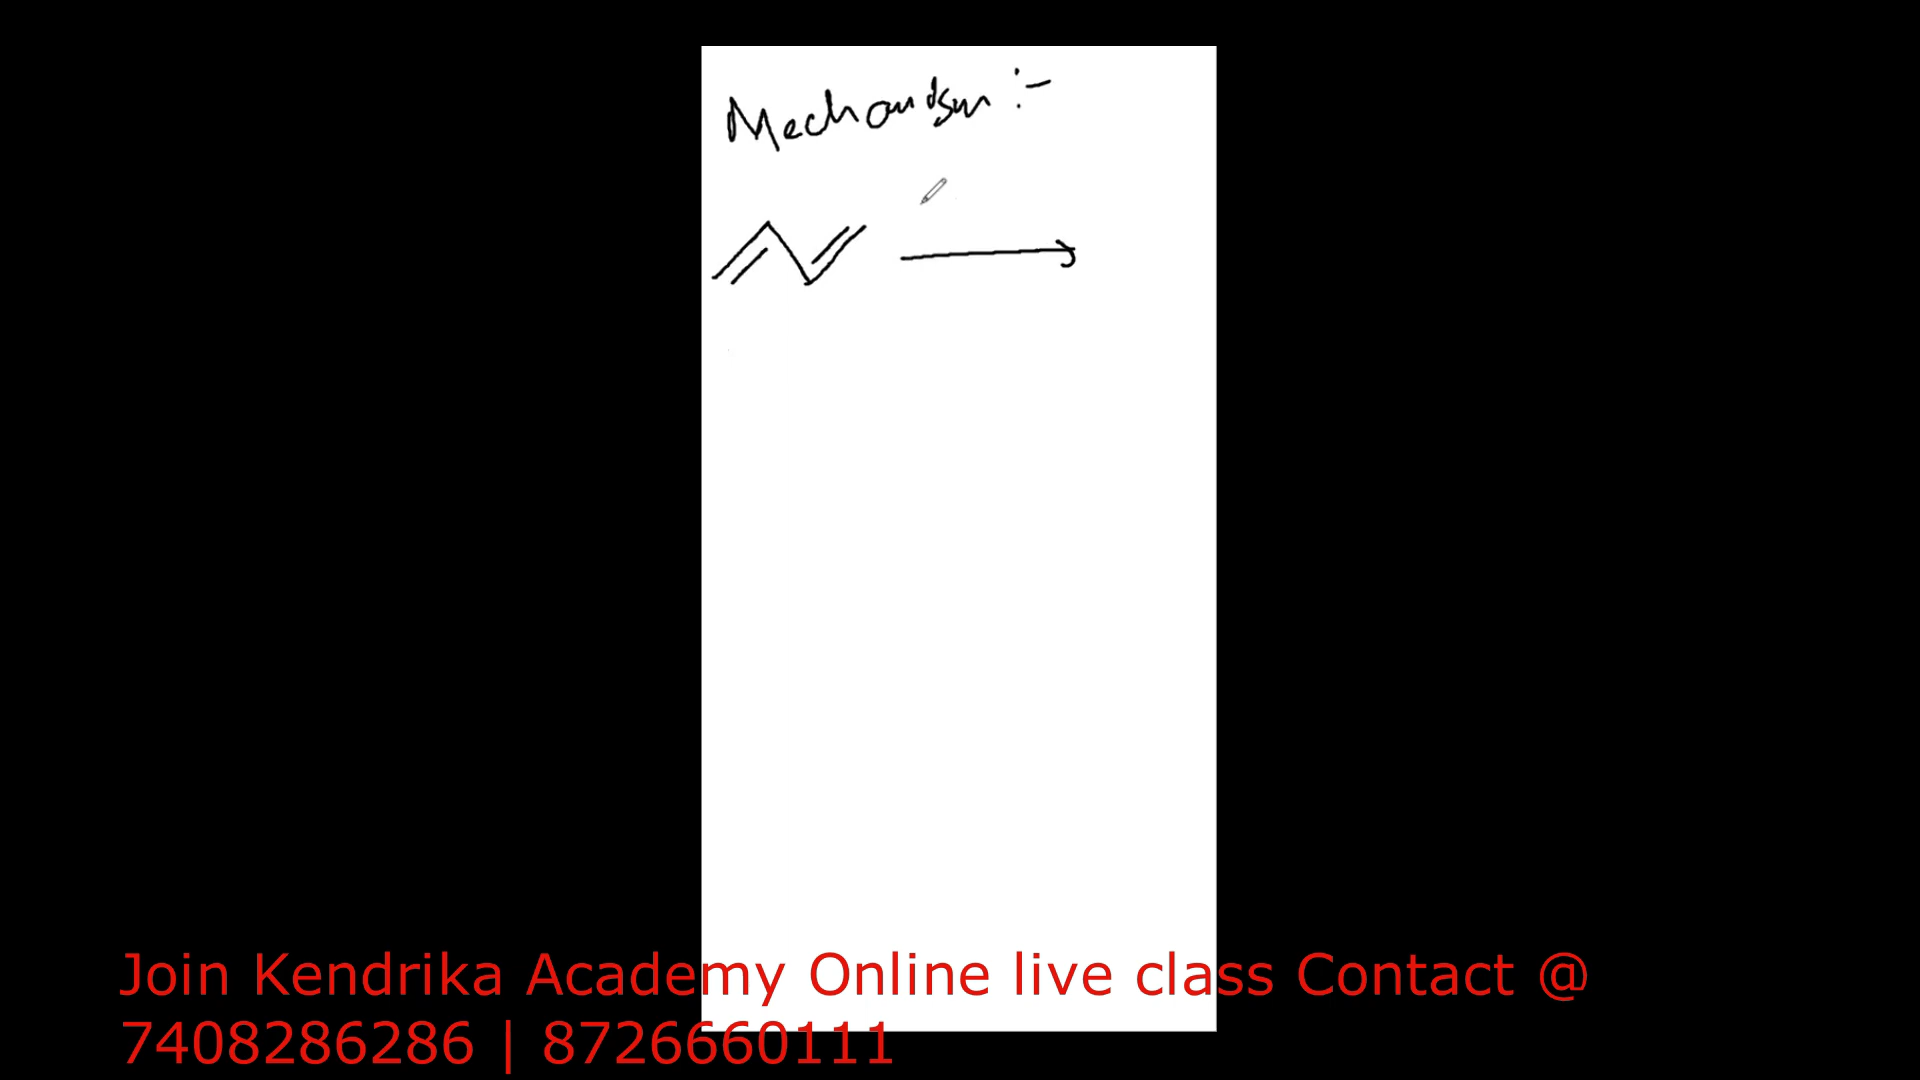 Mechanism :-
Join Kendrika Academy Online live class Contact @
7408286286 | 8726660111